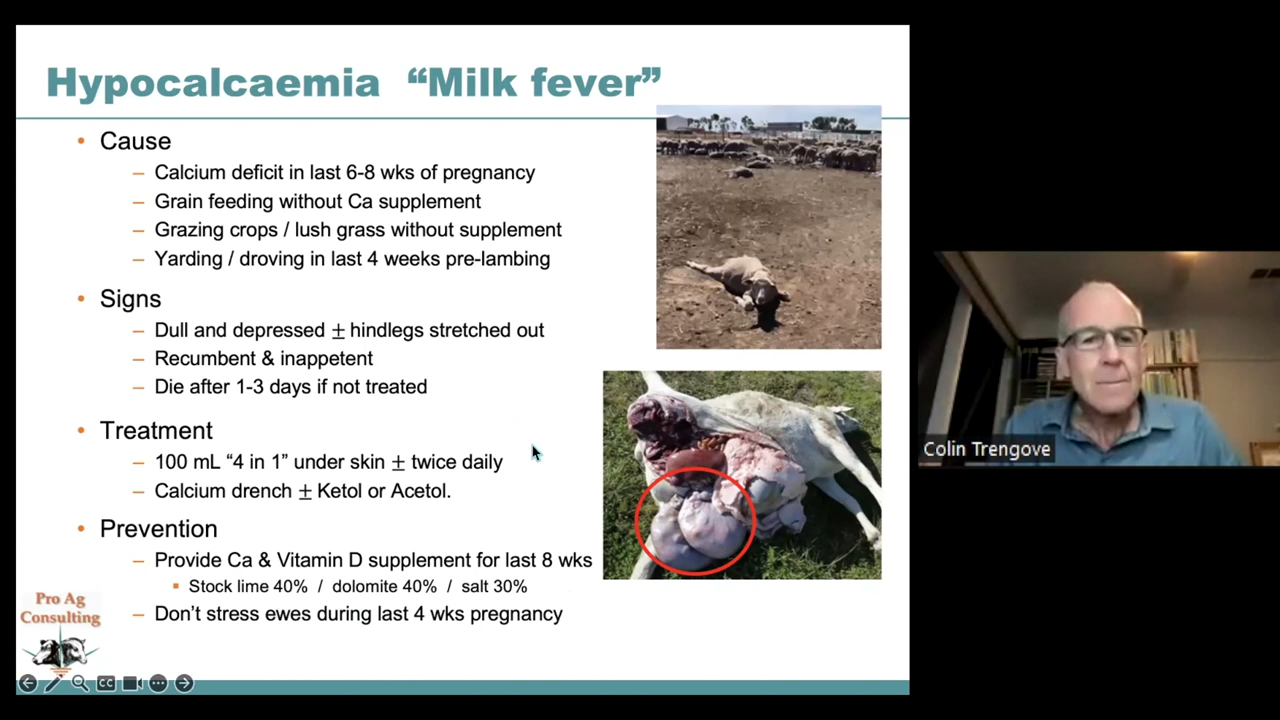 Hypocalcaemia “Milk fever”
• Cause
– Calcium deficit in last 6-8 wks of pregnancy
– Grain feeding without Ca supplement
– Grazing crops / lush grass without supplement
– Yarding / droving in last 4 weeks pre-lambing
• Signs
– Dull and depressed ± hindlegs stretched out
– Recumbent & inappetent
– Die after 1-3 days if not treated
• Treatment
– 100 mL “4 in 1” under skin ± twice daily
– Calcium drench ± Ketol or Acetol.
• Prevention
– Provide Ca & Vitamin D supplement for last 8 wks
▪ Stock lime 40% / dolomite 40% / salt 30%
– Don’t stress ewes during last 4 wks pregnancy
Pro Ag
Consulting
CC
Colin Trengove